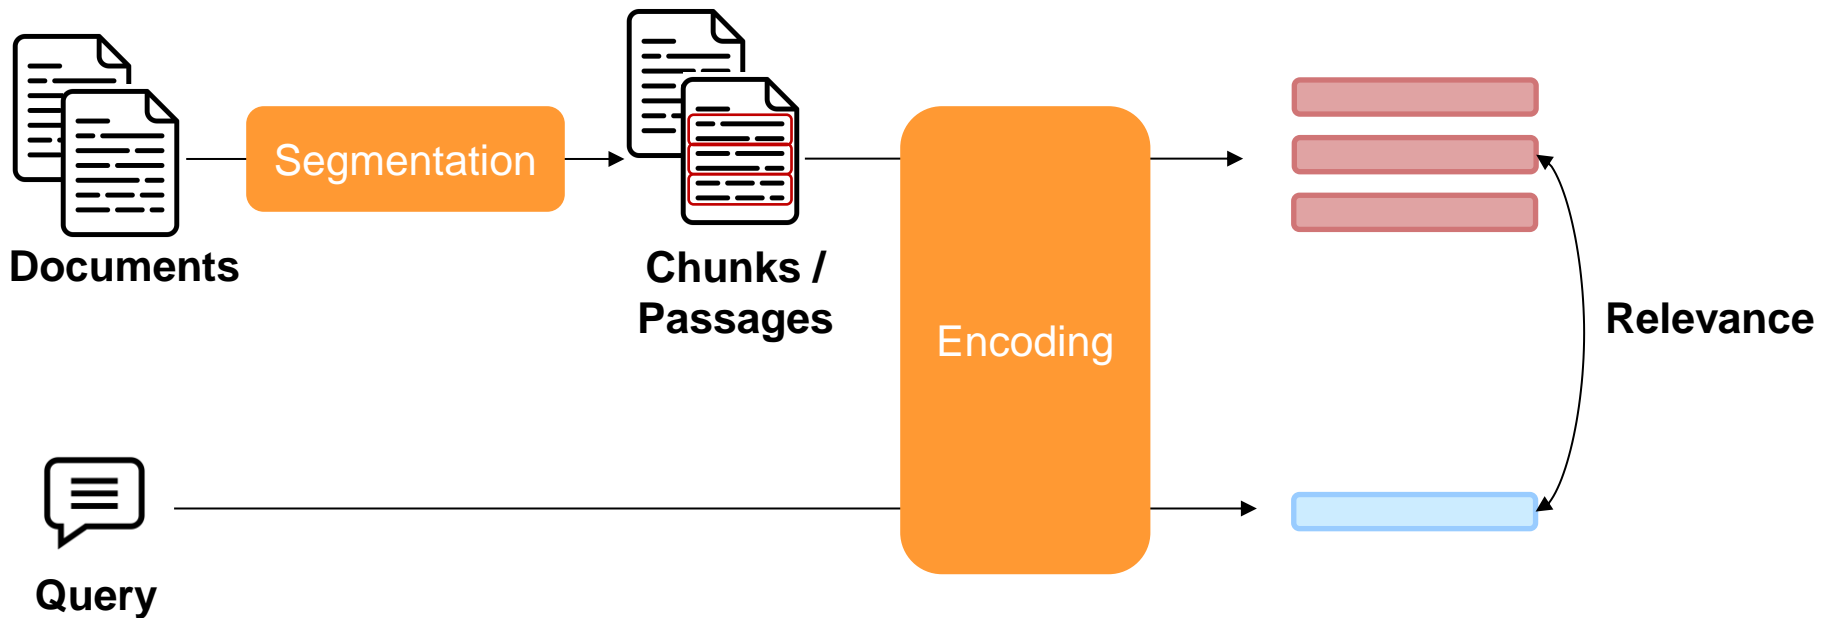 Segmentation
Documents
Chunks /
Passages
Encoding
Relevance
Query